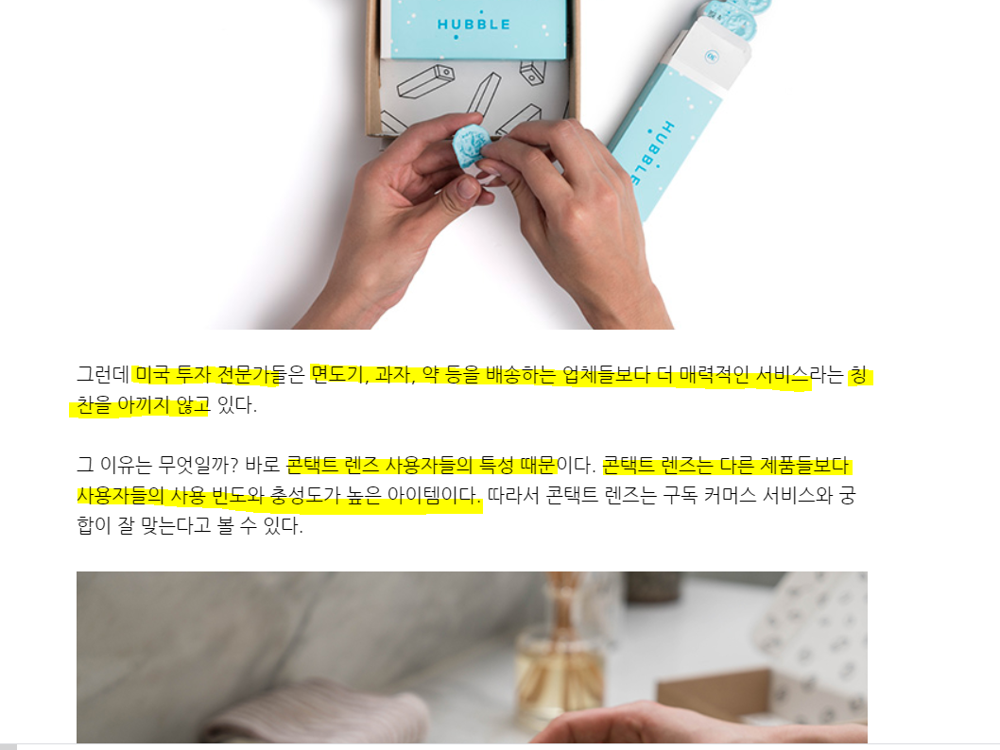 HUBBLE
HUBBLE
그런데 미국 투자 전문가들은 면도기, 과자, 약 등을 배송하는 업체들보다 더 매력적인 서비스라는 칭
찬을 아끼지 않고 있다.
그 이유는 무엇일까? 바로 콘택트 렌즈 사용자들의 특성 때문이다. 콘택트 렌즈는 다른 제품들보다
사용자들의 사용 빈도와 충성도가 높은 아이템이다. 따라서 콘택트 렌즈는 구독 커머스 서비스와 궁
합이 잘 맞는다고 볼 수 있다.